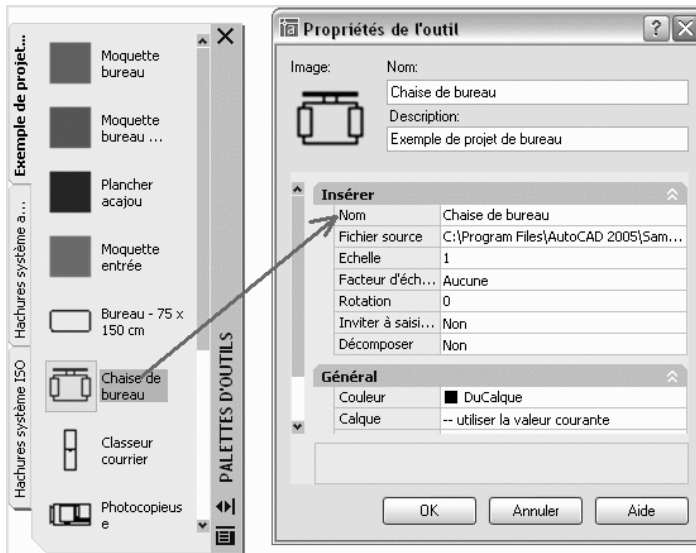 Exemple de projet...
Hachures système a...
Hachures système ISO
Moquette
bureau
Moquette
bureau ...
Plancher
acajou
Moquette
entrée
Bureau - 75 x
150 cm
Chaise de
bureau
Classeur
courrier
Photocopieus
e
PALETTES D'OUTILS
Propriétés de l'outil
Image:
Nom:
Chaise de bureau
Description:
Exemple de projet de bureau
Insérer
Nom Chaise de bureau
Fichier source C:\Program Files\AutoCAD 2005\Sam...
Echelle 1
Facteur d'éch... Aucune
Rotation 0
Inviter à saisi... Non
Décomposer Non
Général
Couleur DuCalque
Calque -- utiliser la valeur courante
OK Annuler Aide